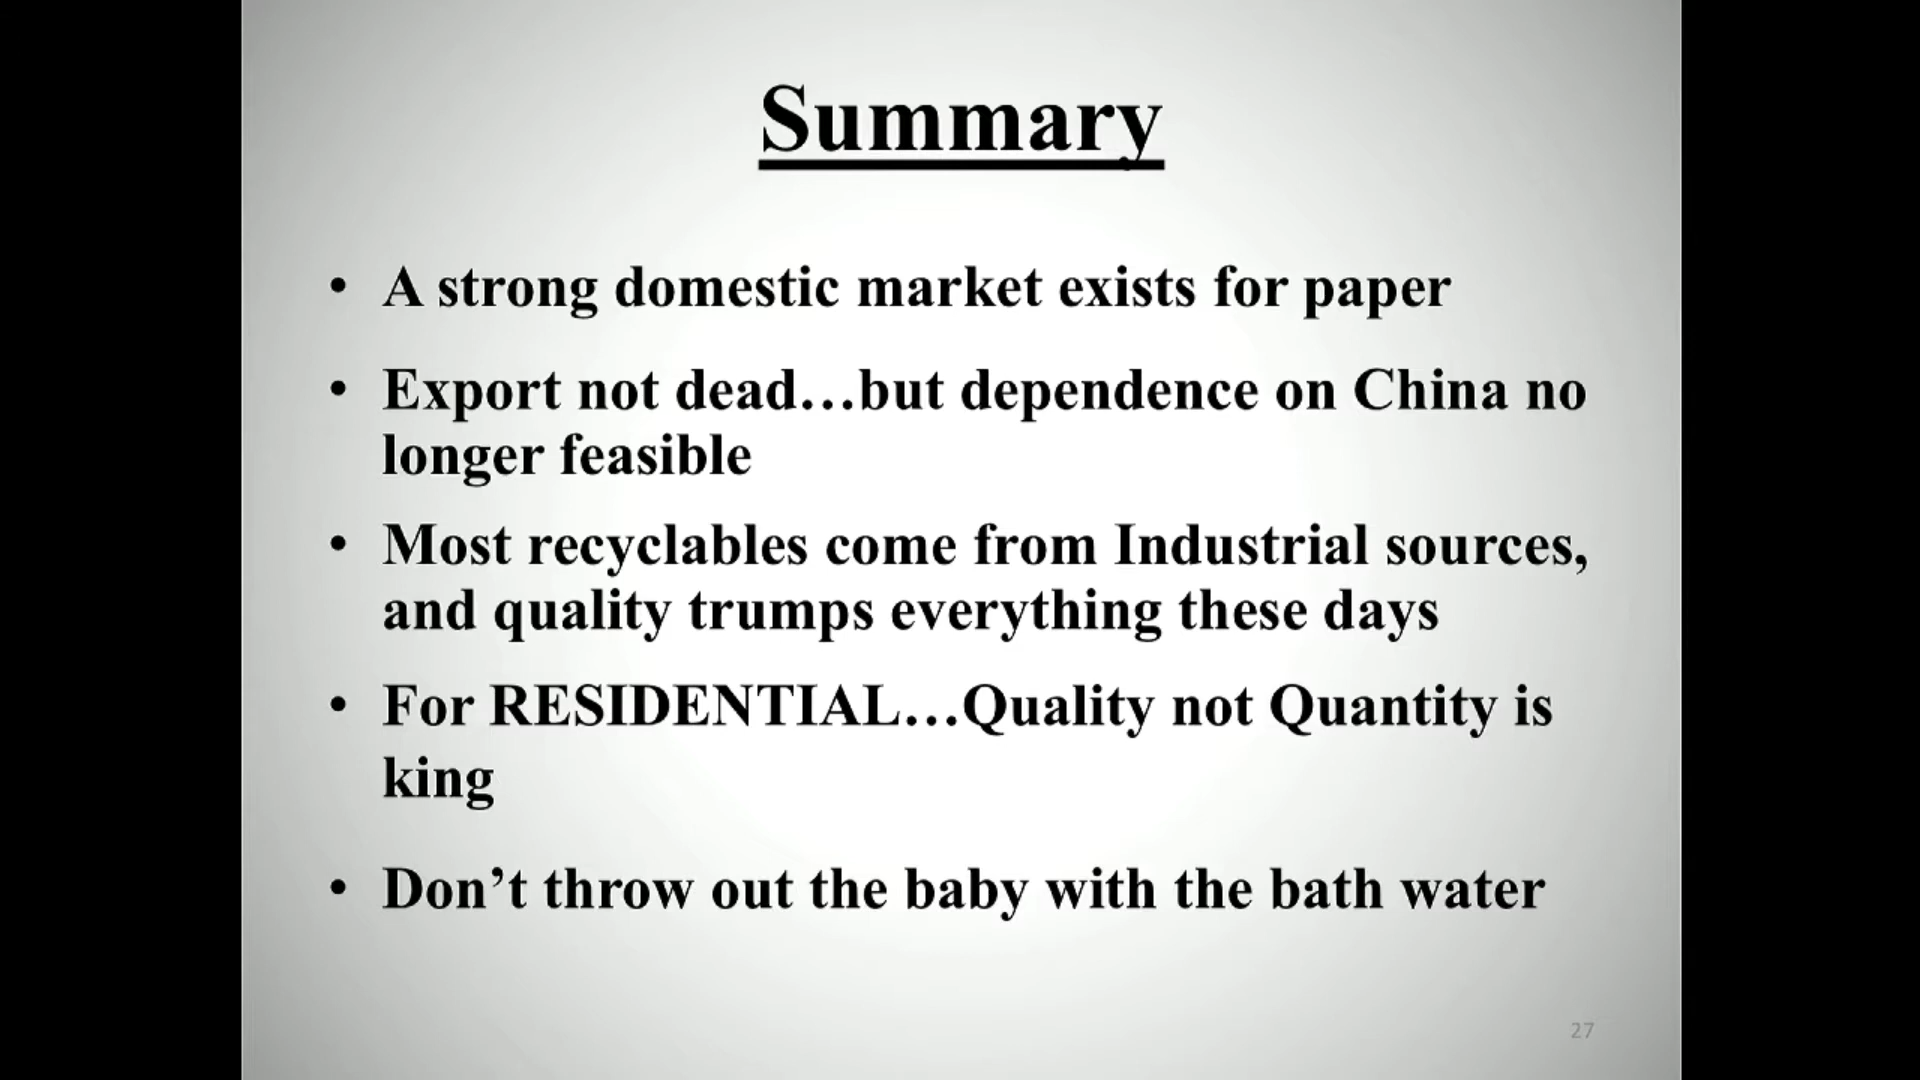 Summary
• A strong domestic market exists for paper
• Export not dead…but dependence on China no
longer feasible
• Most recyclables come from Industrial sources,
and quality trumps everything these days
• For RESIDENTIAL…Quality not Quantity is
king
• Don’t throw out the baby with the bath water
27